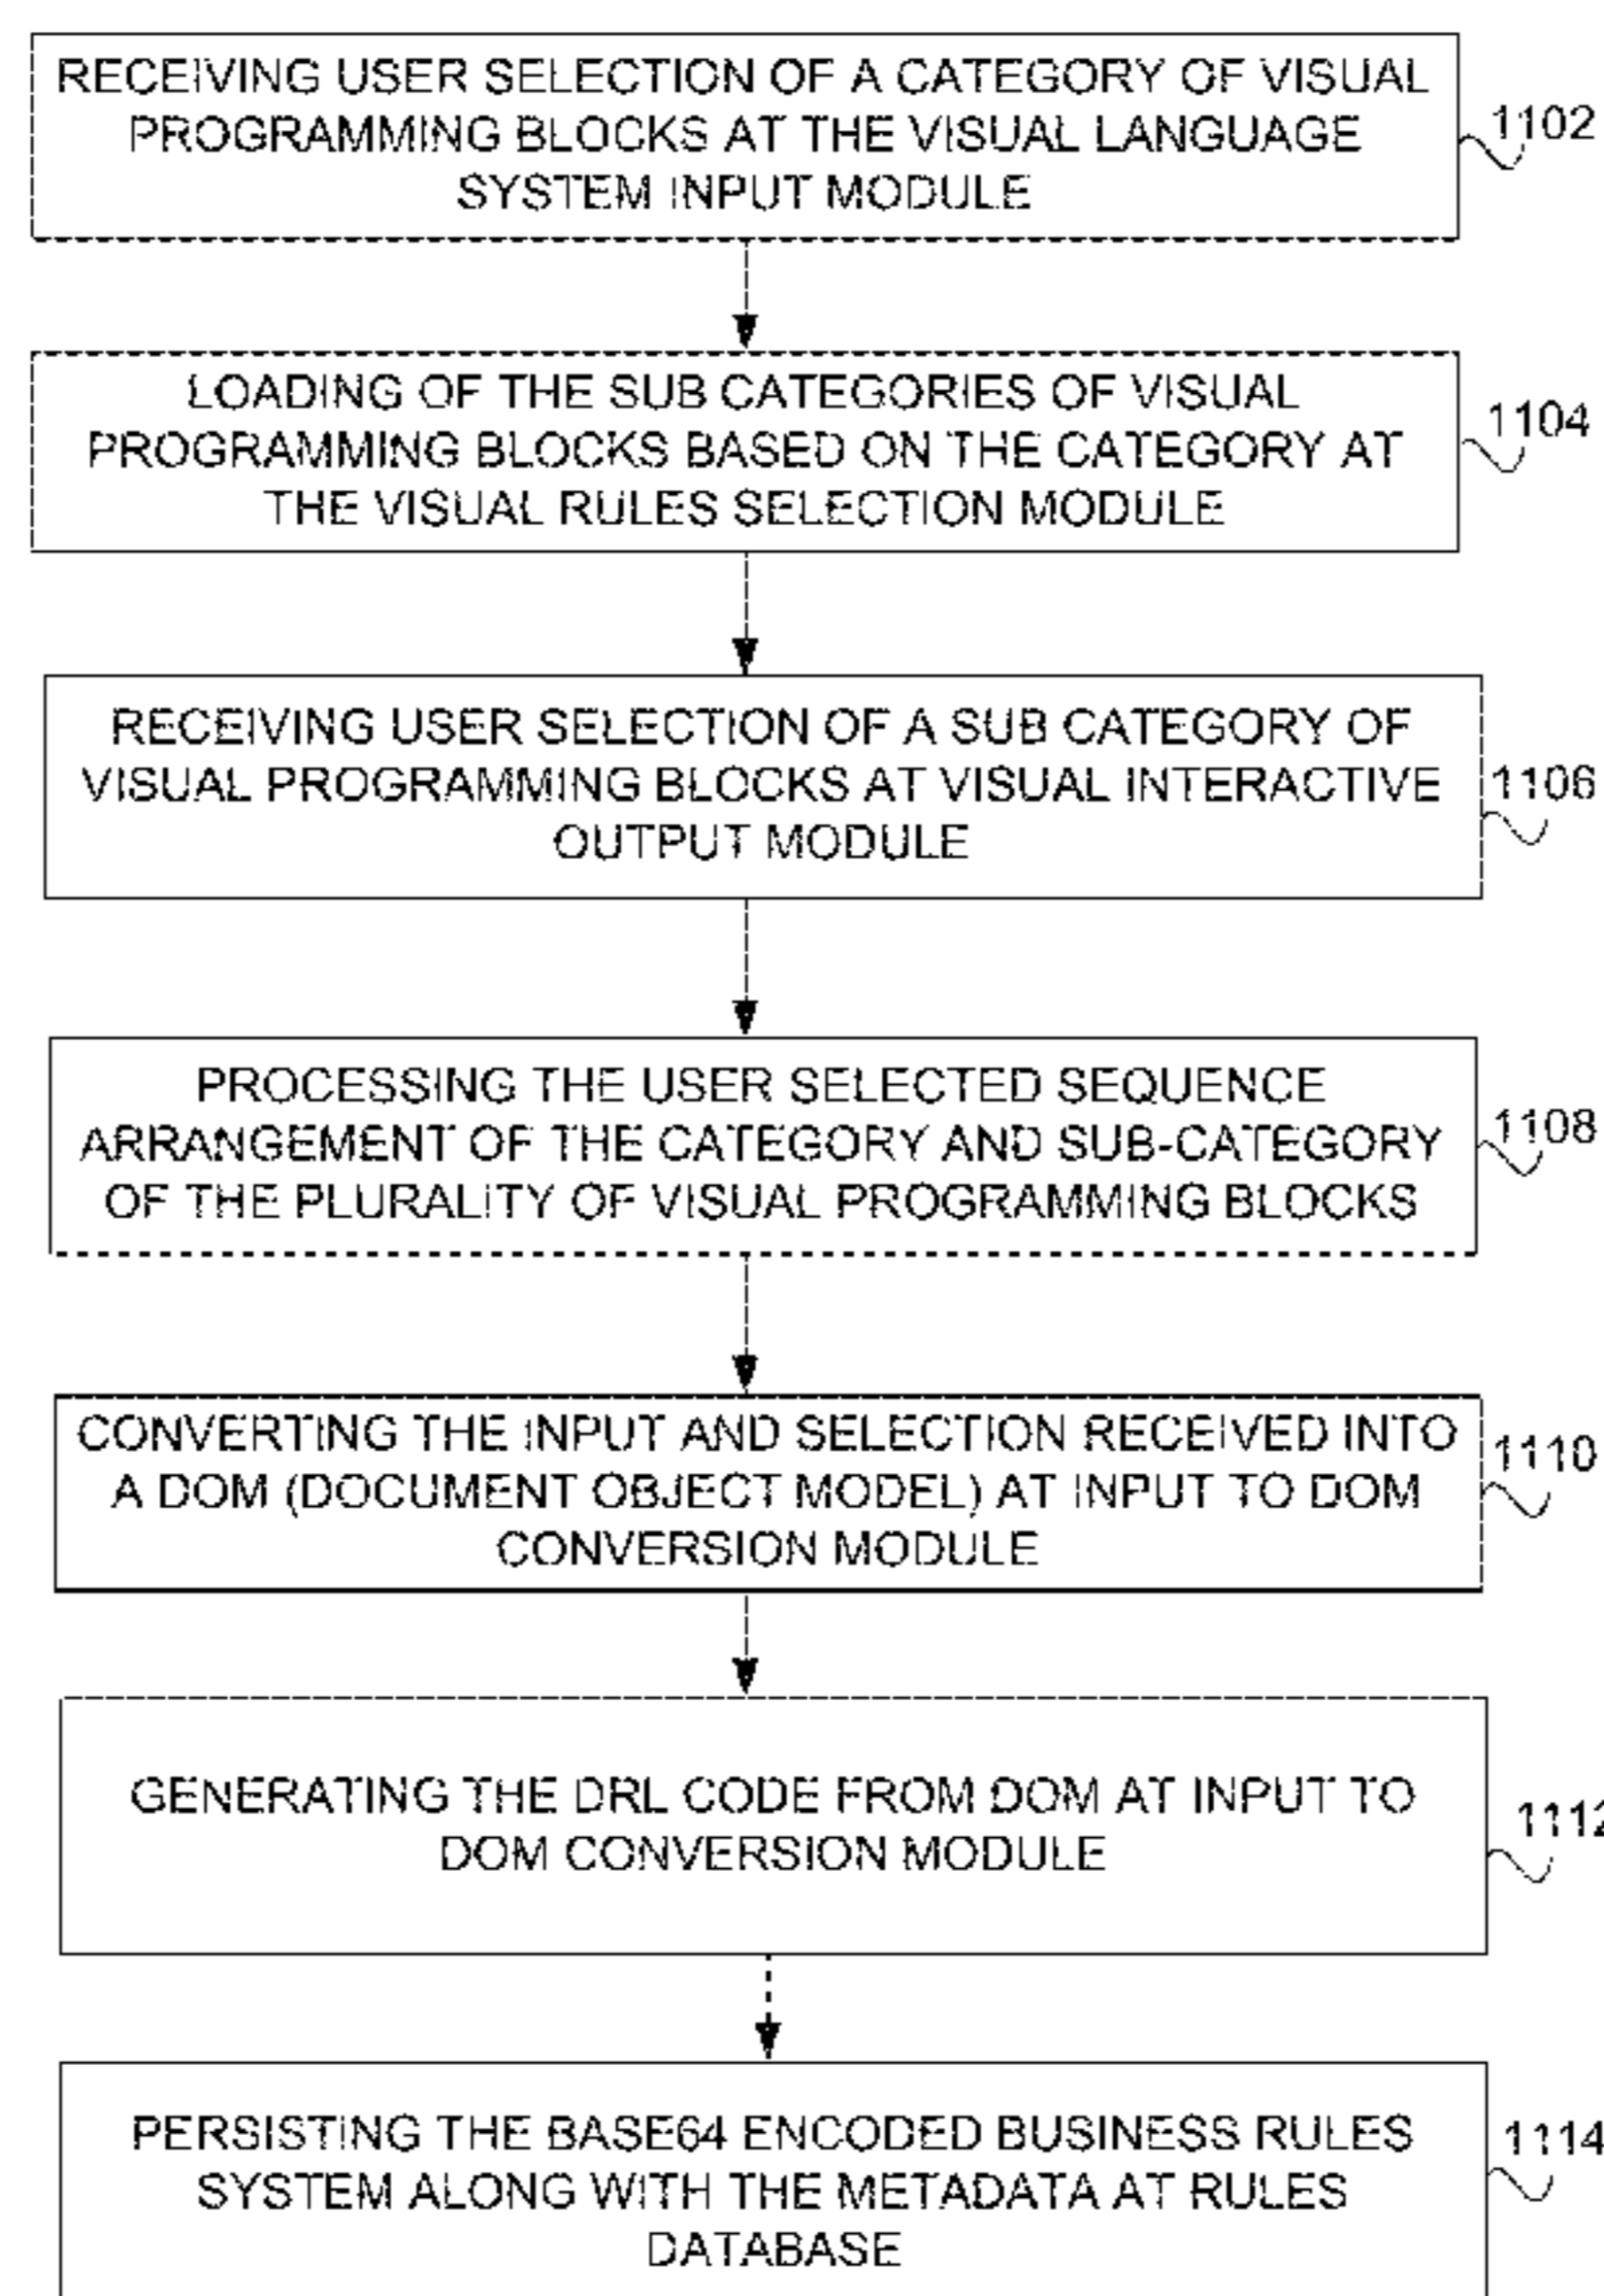 RECEIVING USER SELECTION OF A CATEGORY OF VISUAL
PROGRAMMING BLOCKS AT THE VISUAL LANGUAGE
SYSTEM INPUT MODULE
1102
LOADING OF THE SUB CATEGORIES OF VISUAL
PROGRAMMING BLOCKS BASED ON THE CATEGORY AT
THE VISUAL RULES SELECTION MODULE
1104
RECEIVING USER SELECTION OF A SUB CATEGORY OF
VISUAL PROGRAMMING BLOCKS AT VISUAL INTERACTIVE
OUTPUT MODULE
1106
PROCESSING THE USER SELECTED SEQUENCE
ARRANGEMENT OF THE CATEGORY AND SUB-CATEGORY
OF THE PLURALITY OF VISUAL PROGRAMMING BLOCKS
1108
CONVERTING THE INPUT AND SELECTION RECEIVED INTO
A DOM (DOCUMENT OBJECT MODEL) AT INPUT TO DOM
CONVERSION MODULE
1110
GENERATING THE DRL CODE FROM DOM AT INPUT TO
DOM CONVERSION MODULE
1112
PERSISTING THE BASE64 ENCODED BUSINESS RULES
SYSTEM ALONG WITH THE METADATA AT RULES
DATABASE
1114